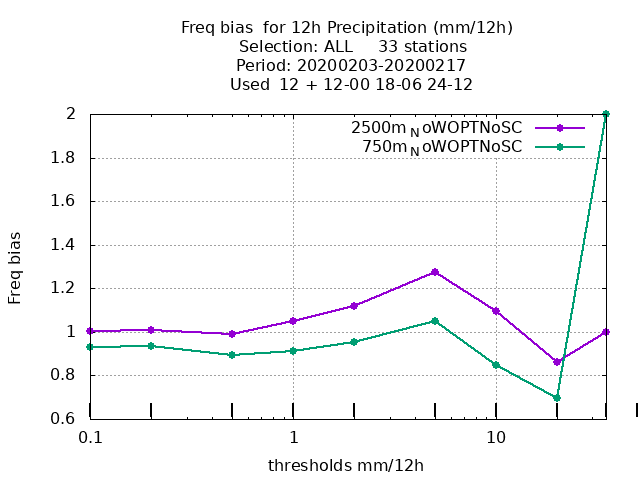 Freq bias  for 12h Precipitation (mm/12h)
Selection: ALL     33 stations
Period: 20200203-20200217
Used  12 + 12-00 18-06 24-12
2500m_NoWOPTNoSC
750m_NoWOPTNoSC
Freq bias
2
1.8
1.6
1.4
1.2
1
0.8
0.6
0.1 1 10
thresholds mm/12h